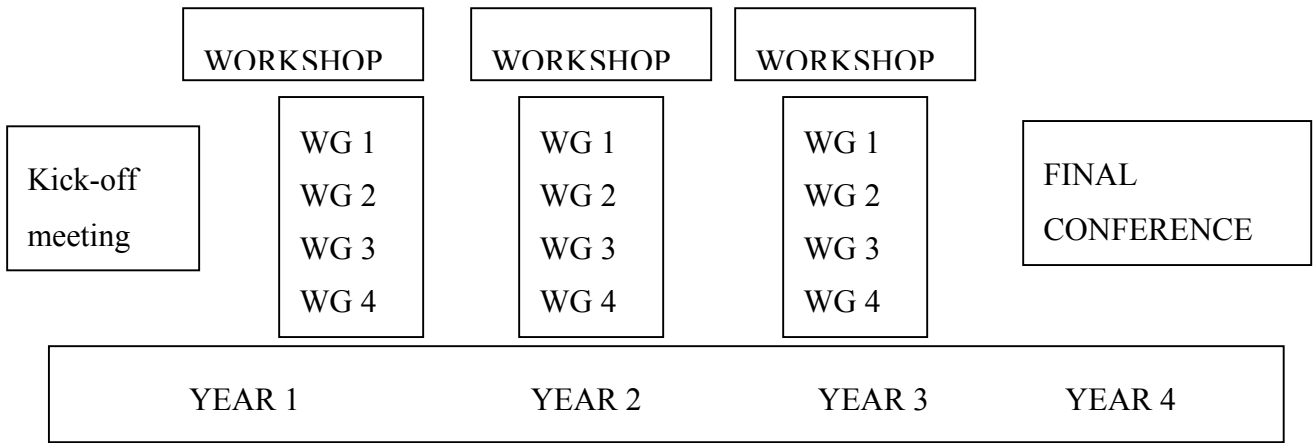 WORKSHOP
WORKSHOP
WORKSHOP
Kick-off
meeting
WG 1
WG 2
WG 3
WG 4
WG 1
WG 2
WG 3
WG 4
WG 1
WG 2
WG 3
WG 4
FINAL
CONFERENCE
YEAR 1
YEAR 2
YEAR 3
YEAR 4